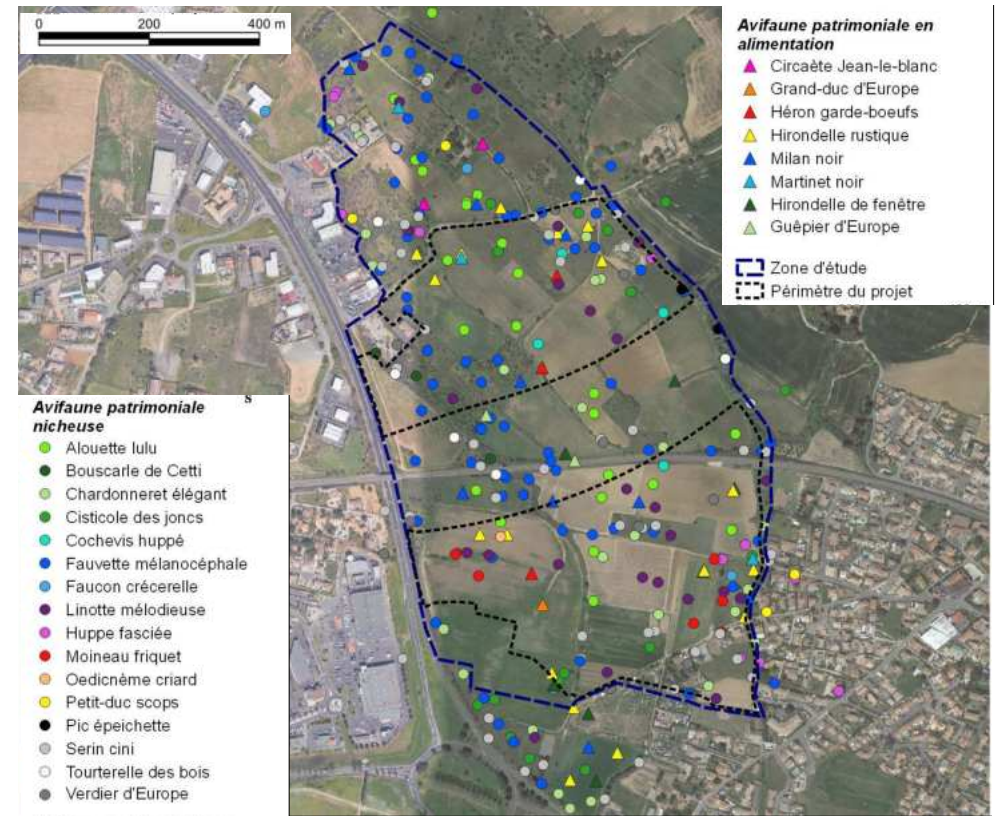 0 200 400 m
Avifaune patrimoniale en
alimentation
Circaète Jean-le-blanc
Grand-duc d'Europe
Héron garde-boeufs
Hirondelle rustique
Milan noir
Martinet noir
Hirondelle de fenêtre
Guêpier d'Europe
Zone d'étude
Périmètre du projet
s
Avifaune patrimoniale
nicheuse
Alouette lulu
Bouscarle de Cetti
Chardonneret élégant
Cisticole des joncs
Cochevis huppé
Fauvette mélanocéphale
Faucon crécerelle
Linotte mélodieuse
Huppe fasciée
Moineau friquet
Oedicnème criard
Petit-duc scops
Pic épeichette
Serin cini
Tourterelle des bois
Verdier d'Europe